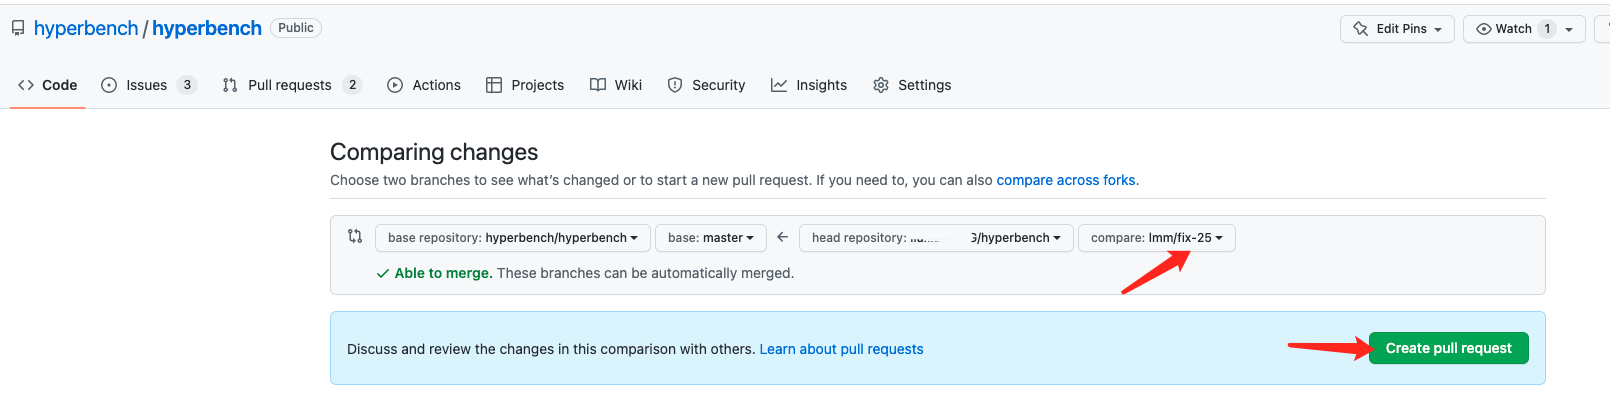 hyperbench / hyperbench Public
Edit Pins
Watch 1
Code
Issues 3
Pull requests 2
Actions
Projects
Wiki
Security
Insights
Settings
Comparing changes
Choose two branches to see what's changed or to start a new pull request. If you need to, you can also compare across forks.
base repository: hyperbench/hyperbench
base: master
head repository: G/hyperbench
compare: lmm/fix-25
Able to merge. These branches can be automatically merged.
Discuss and review the changes in this comparison with others. Learn about pull requests
Create pull request